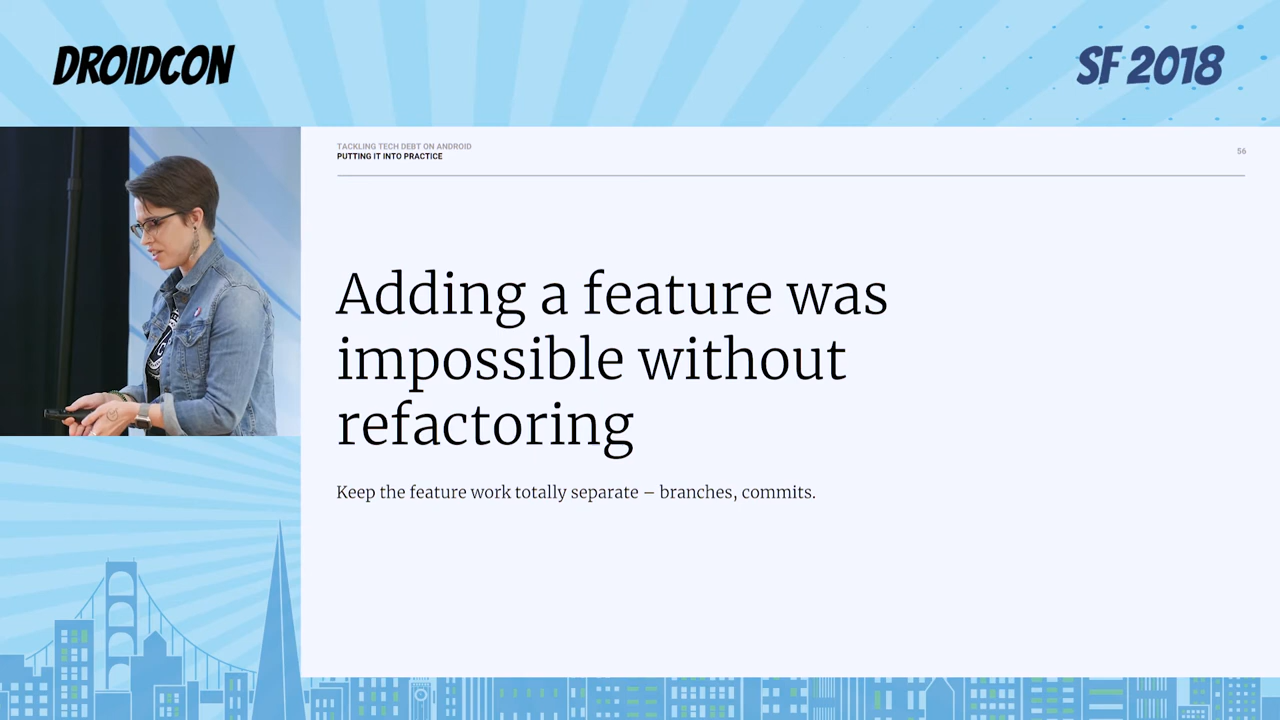 DROIDCON
SF 2018
TACKLING TECH DEBT ON ANDROID
PUTTING IT INTO PRACTICE
56
Adding a feature was
impossible without
refactoring
Keep the feature work totally separate – branches, commits.